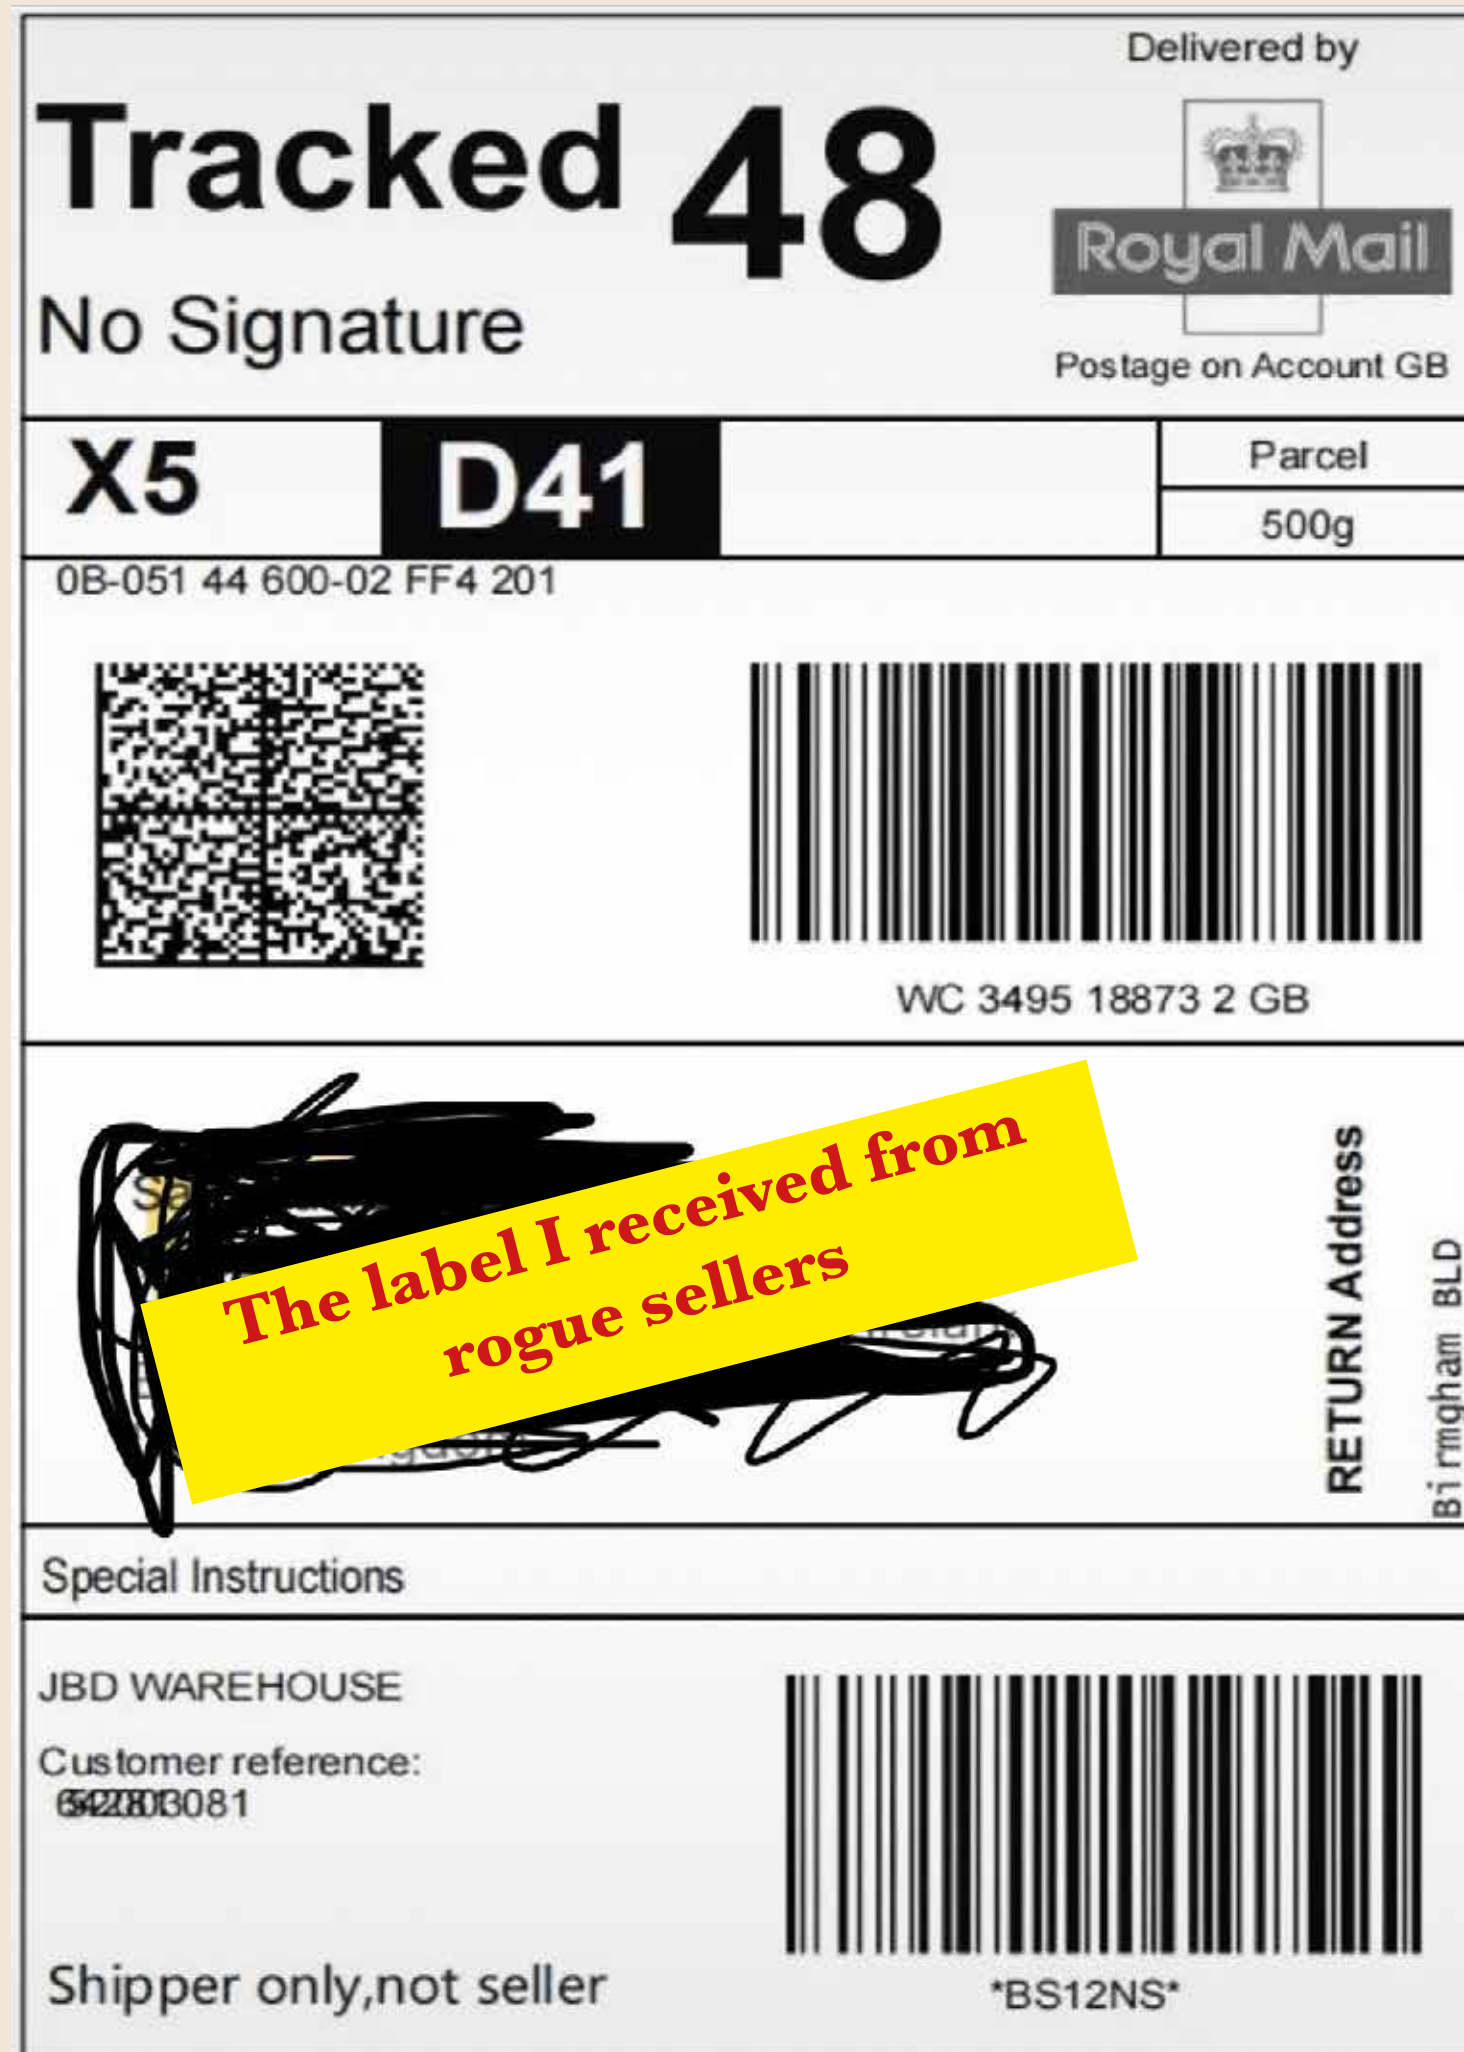 Delivered by
Tracked 48
Royal Mail
No Signature
Postage on Account GB
X5
D41
Parcel
500g
0B-051 44 600-02 FF4 201
WC 3495 18873 2 GB
The label I received from
rogue sellers
RETURN Address
Birmgham BLD
Special Instructions
JBD WAREHOUSE
Customer reference:
Shipper only,not seller
*BS12NS*